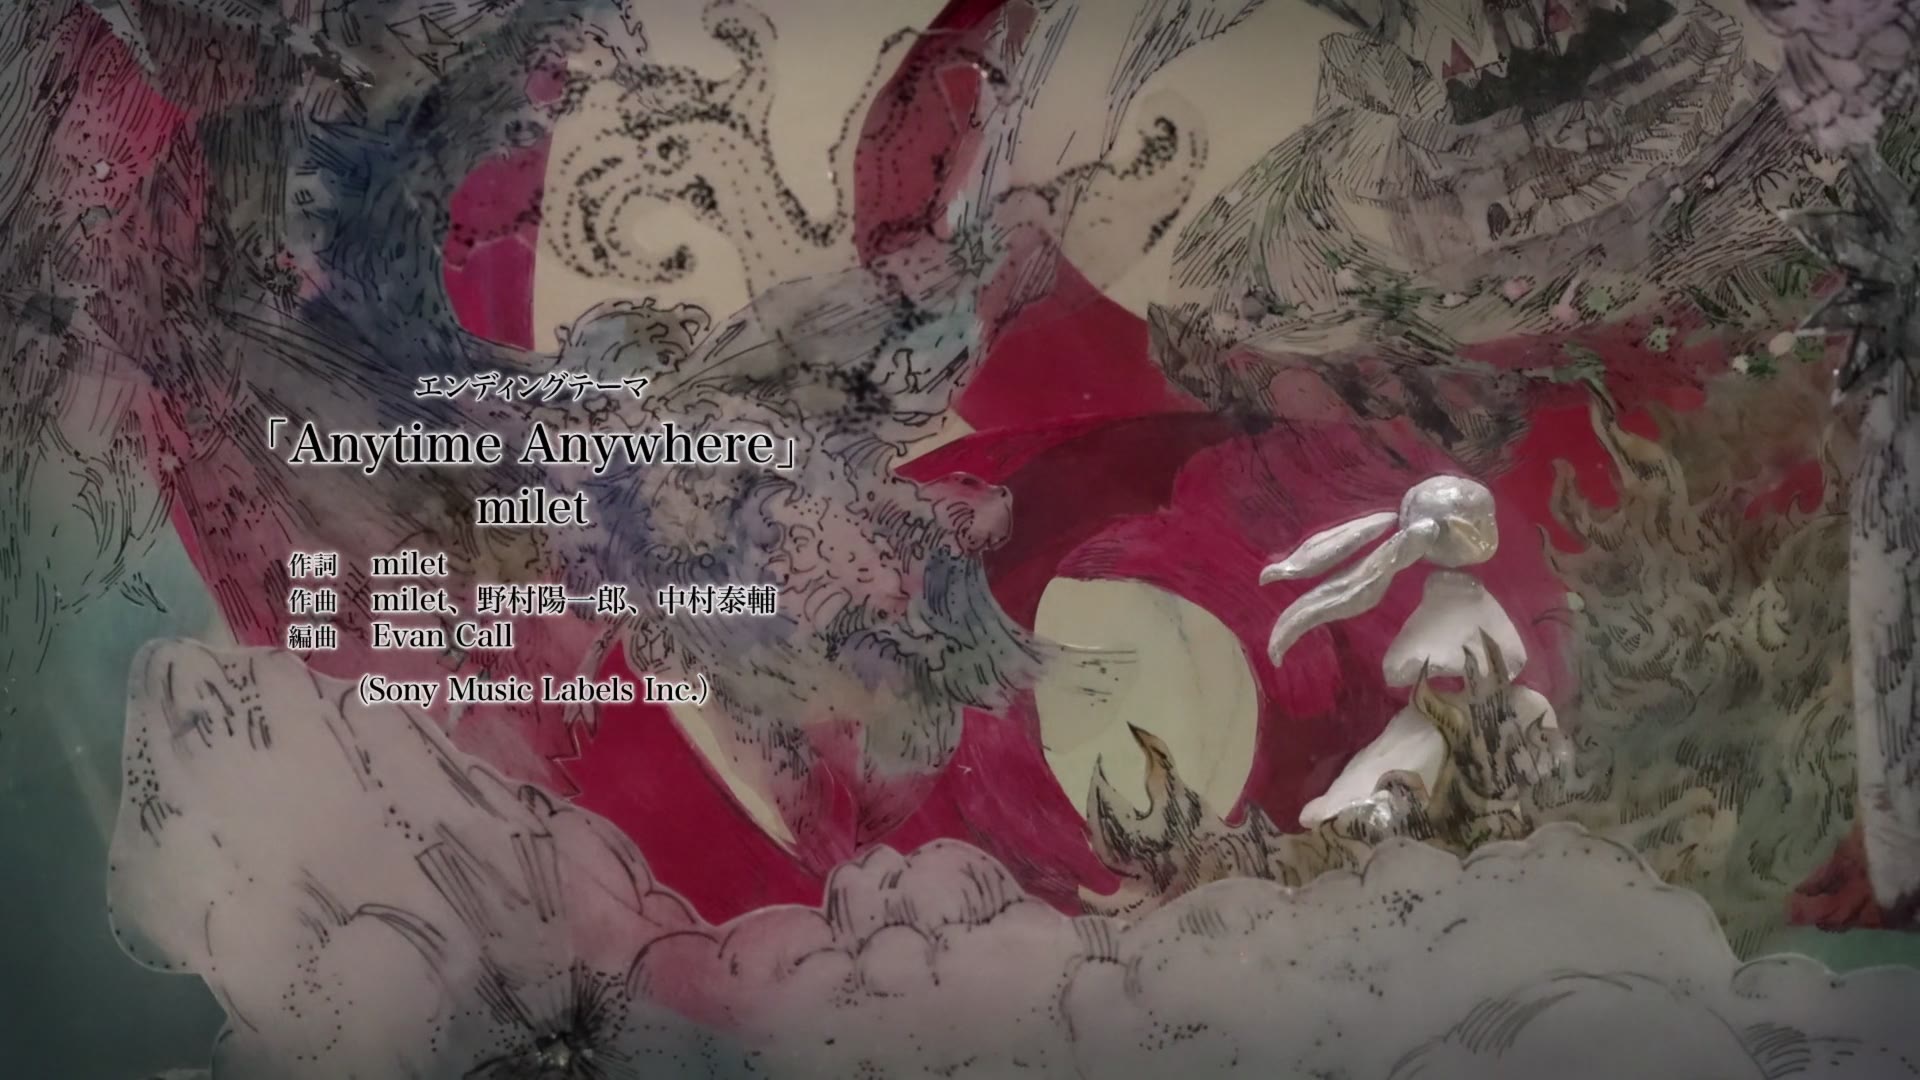 エンディングテーマ
「Anytime Anywhere」
milet
作詞 milet
作曲 milet、野村陽一郎、中村泰輔
編曲 Evan Call
(Sony Music Labels Inc.)